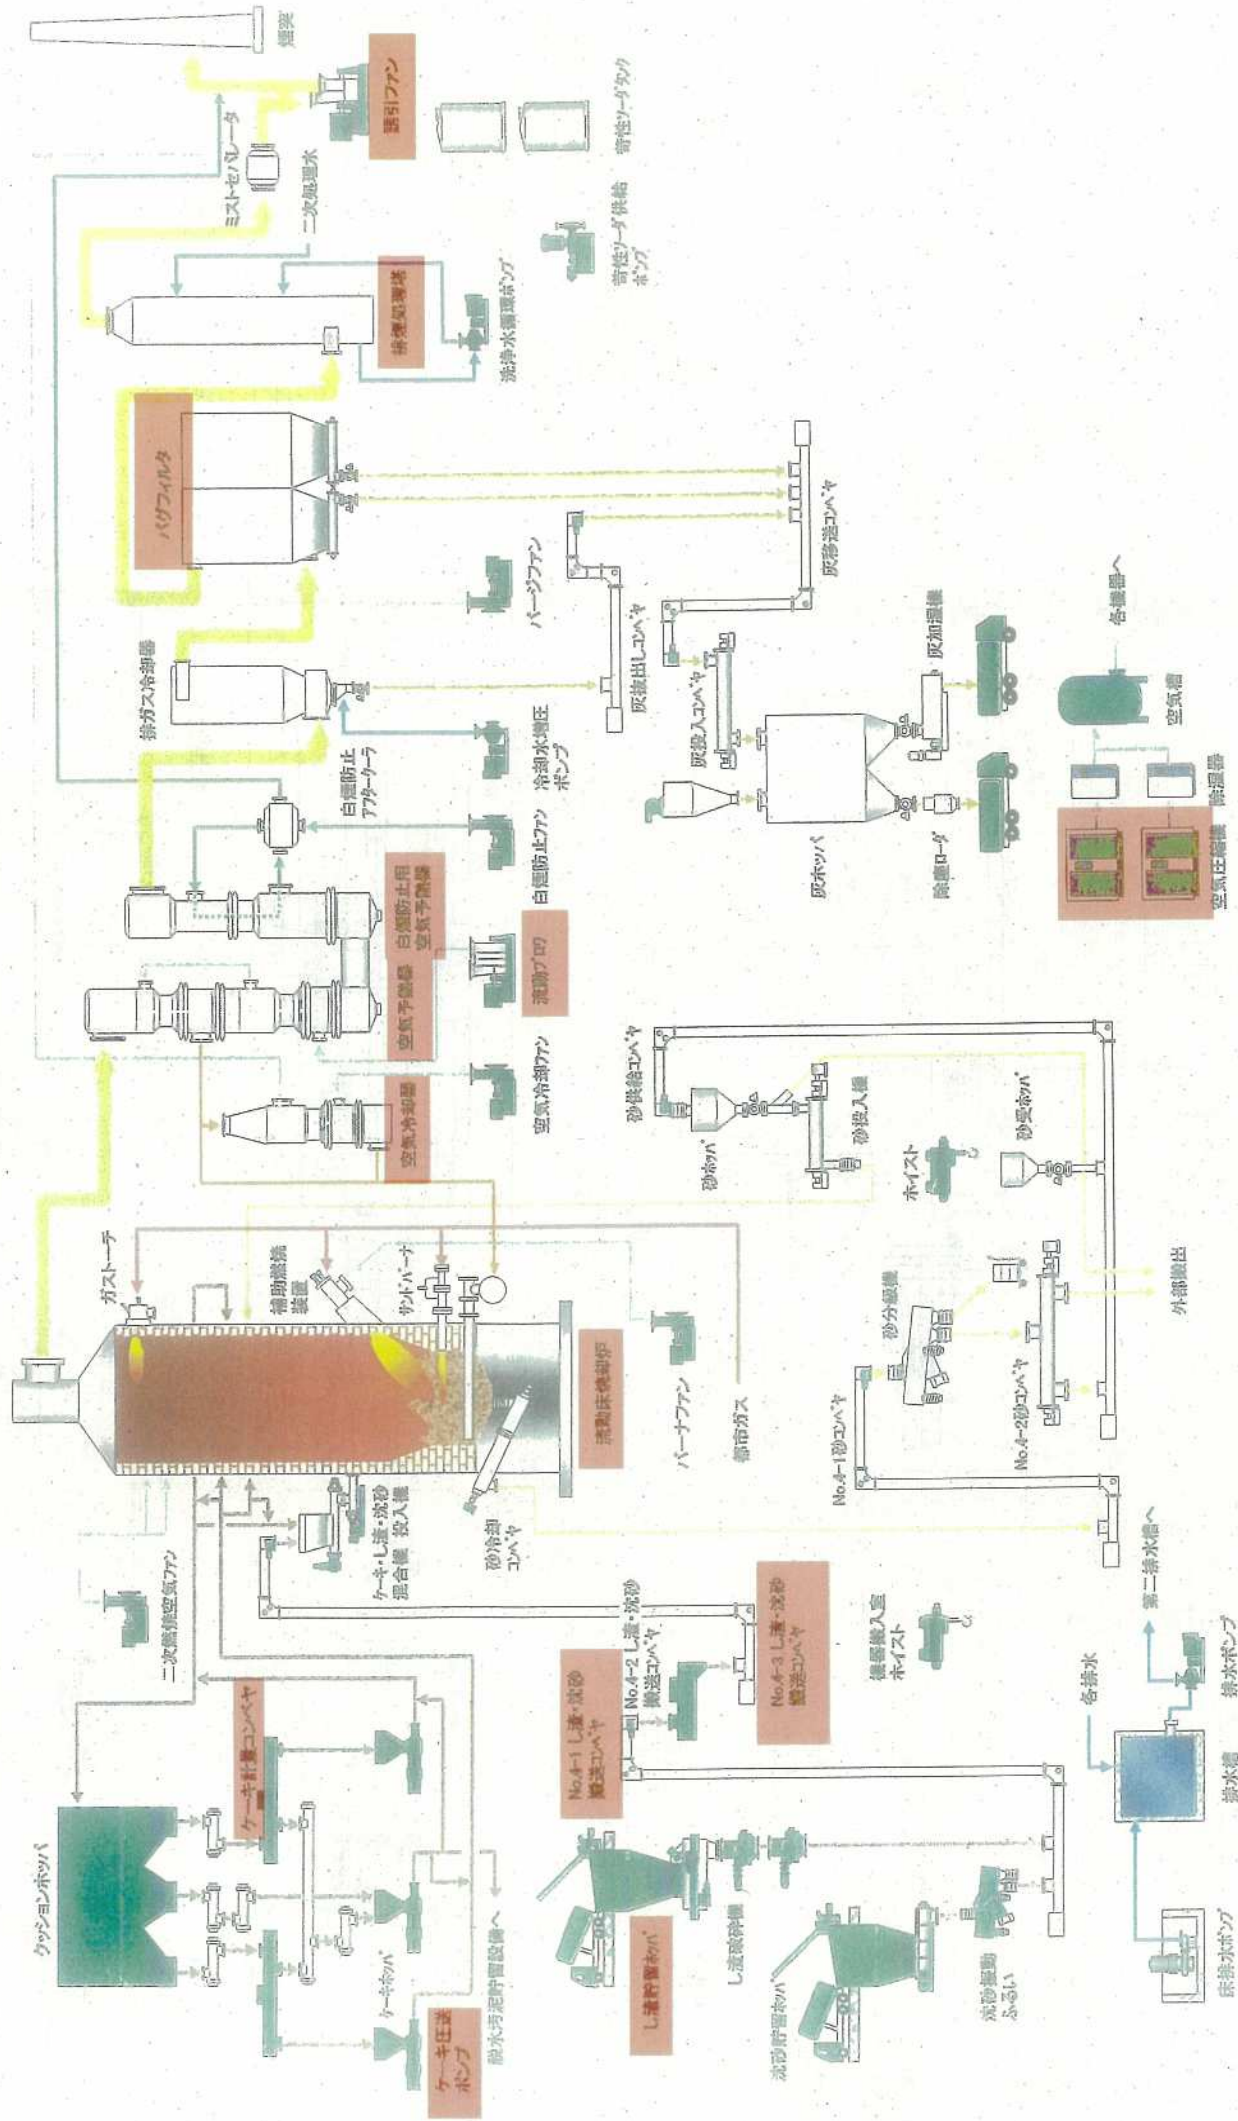 クッションホッパ
ケーキ計量コンベヤ
ケーキホッパ
ケーキ圧送
ポンプ
脱水汚泥貯留設備へ
二次燃焼空気ファン
ケーキ・し渣・沈砂
混合機 投入機
砂冷却
コンベヤ
No.4-1 し渣・沈砂
搬送コンベヤ
No.4-2 し渣・沈砂
搬送コンベヤ
No.4-3 し渣・沈砂
搬送コンベヤ
し渣貯留ホッパ
し渣破砕機
沈砂貯留ホッパ
沈砂振動
ふるい
機器搬入室
ホイスト
床排水ポンプ
各排水
排水槽
排水ポンプ
第二排水槽へ
ガストーチ
補助燃焼
装置
サンドバーナ
流動床焼却炉
バーナファン
都市ガス
No.4-1砂コンベヤ
砂分級機
No.4-2砂コンベヤ
外部搬出
砂供給コンベヤ
砂ホッパ
砂投入機
ホイスト
砂受ホッパ
空気冷却器
空気予熱器
白煙防止用
空気予熱器
空気冷却ファン
流動ブロワ
白煙防止ファン
白煙防止
アフタークーラ
排ガス冷却器
冷却水増圧
ポンプ
パージファン
バグフィルタ
灰抜出しコンベヤ
灰移送コンベヤ
灰投入コンベヤ
灰ホッパ
灰加湿機
除塵ローダ
空気圧縮機
除湿器
空気槽
各機器へ
排煙処理塔
洗浄水循環ポンプ
二次処理水
ミストセパレータ
誘引ファン
煙突
苛性ソーダ供給
ポンプ
苛性ソーダタンク